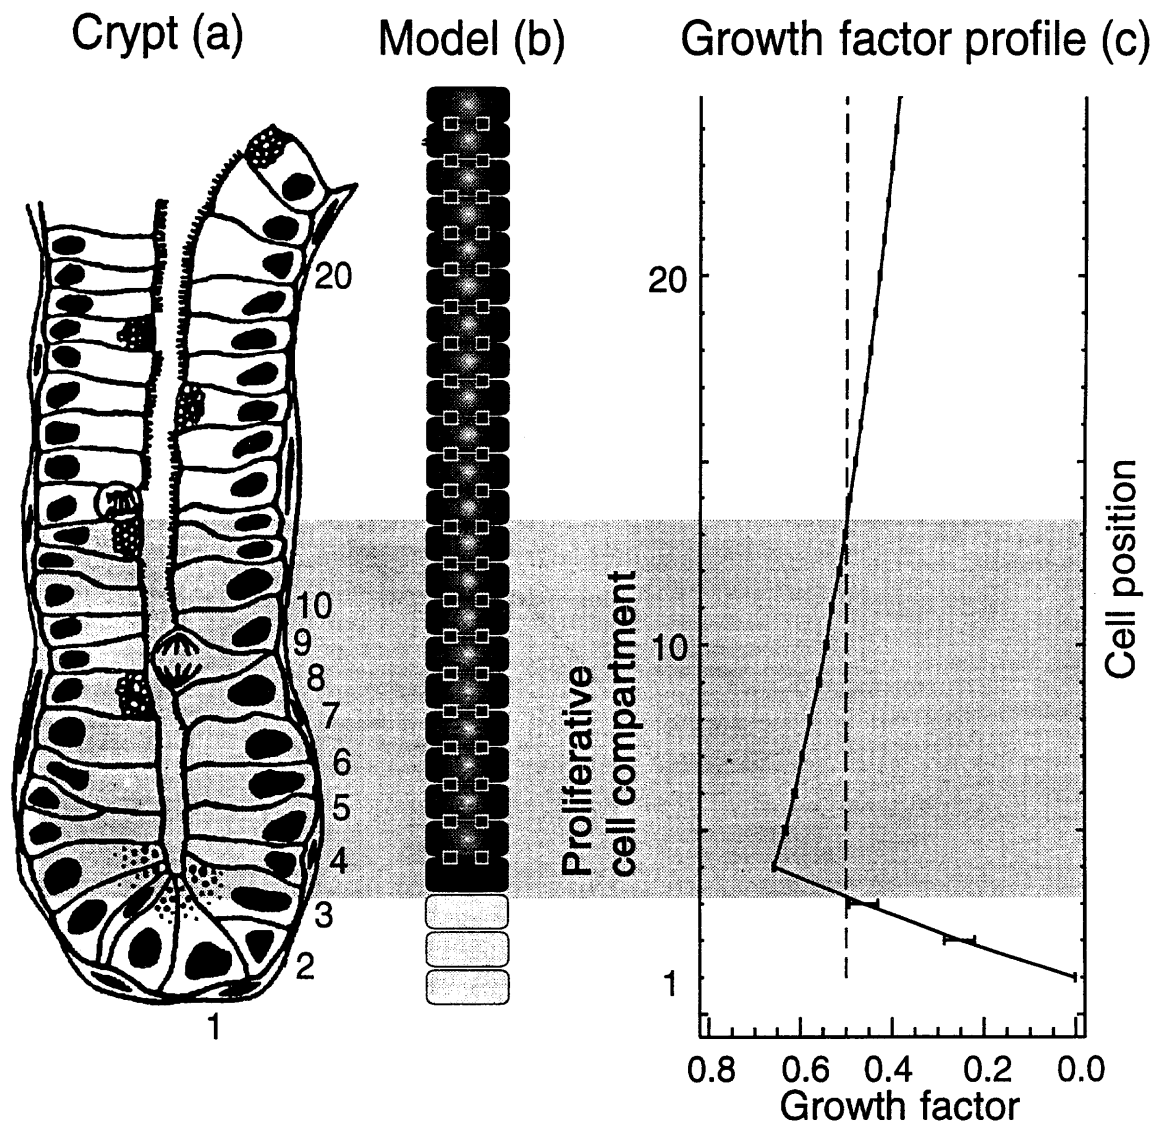 Crypt (a)
Model (b)
Growth factor profile (c)
20
10
9
8
7
6
5
4
3
2
1
Proliferative
cell compartment
20
10
1
0.8 0.6 0.4 0.2 0.0
Growth factor
Cell position